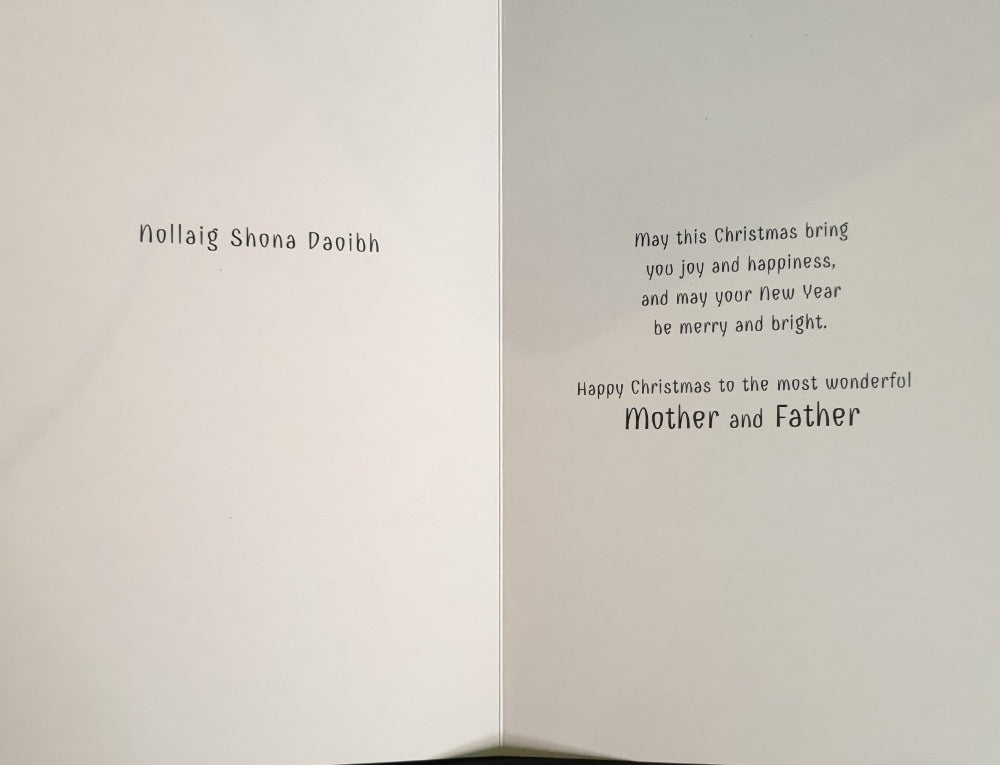 Nollaig Shona Daoibh
May this Christmas bring
you joy and happiness,
and may your New Year
be merry and bright.
Happy Christmas to the most wonderful
Mother and Father